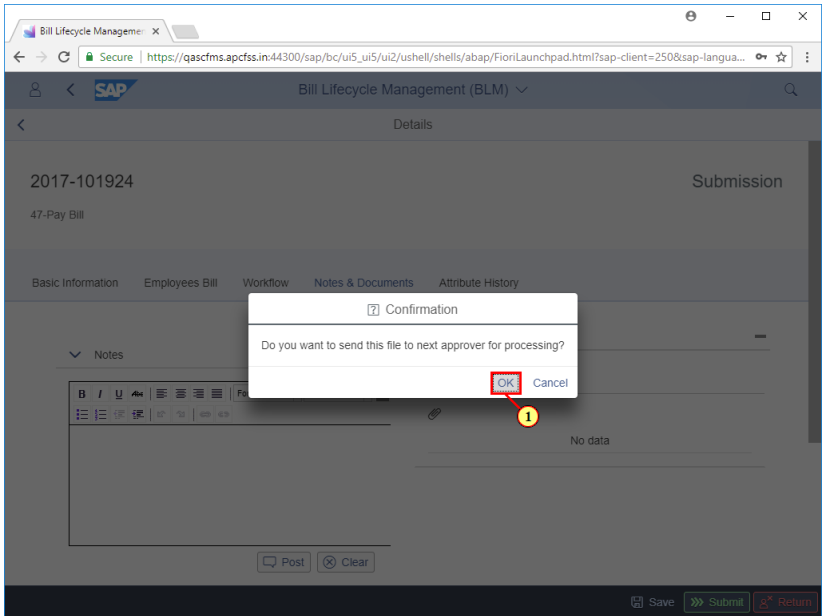 Bill Lifecycle Managemer
Secure | https://qascfms.apcfss.in:44300/sap/bc/ui5_ui5/ui2/ushell/shells/abap/FioriLaunchpad.html?sap-client=250&sap-langua...
SAP Bill Lifecycle Management (BLM)
Details
2017-101924 Submission
47-Pay Bill
Basic Information Employees Bill Workflow Notes & Documents Attribute History
Confirmation
Do you want to send this file to next approver for processing?
OK Cancel
1
Notes
B I U Abc Fo
No data
Post Clear
Save Submit Return